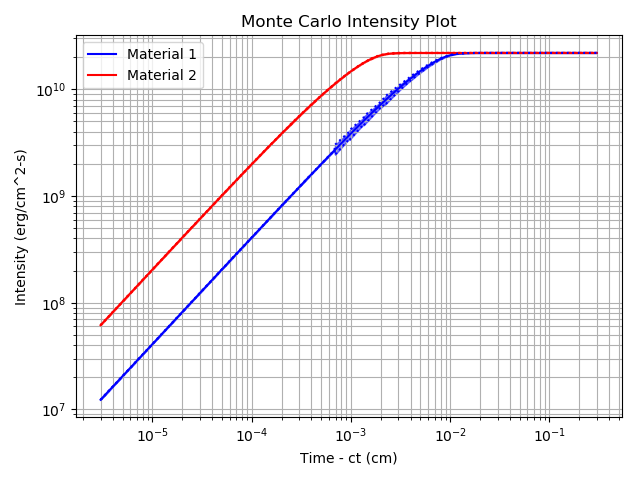 Monte Carlo Intensity Plot
Material 1
Material 2
Intensity (erg/cm^2-s)
10¹⁰
10⁹
10⁸
10⁷
10⁻⁵ 10⁻⁴ 10⁻³ 10⁻² 10⁻¹
Time - ct (cm)